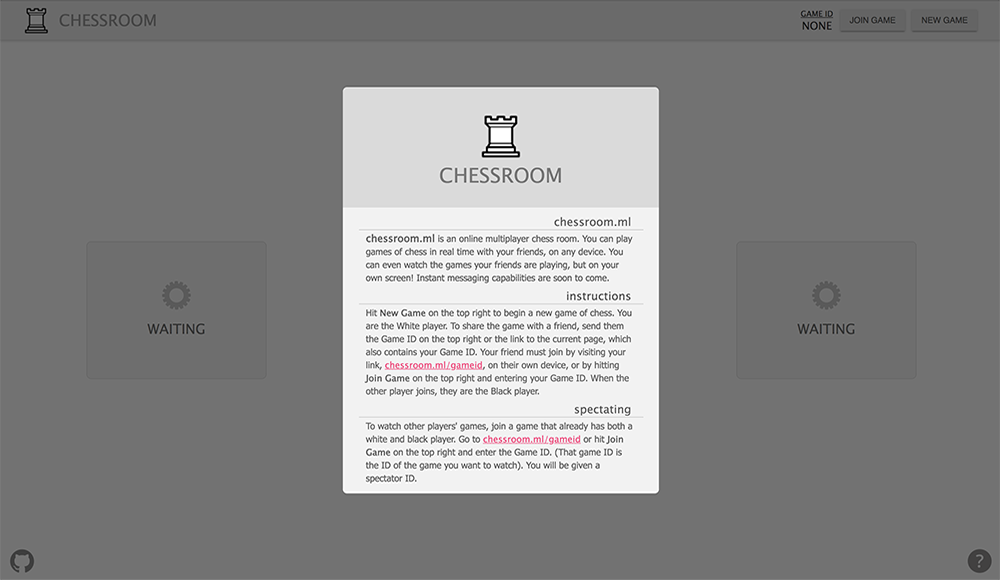 CHESSROOM
GAME ID
NONE
JOIN GAME
NEW GAME
CHESSROOM
chessroom.ml
chessroom.ml is an online multiplayer chess room. You can play
games of chess in real time with your friends, on any device. You
can even watch the games your friends are playing, but on your
own screen! Instant messaging capabilities are soon to come.
instructions
Hit New Game on the top right to begin a new game of chess. You
are the White player. To share the game with a friend, send them
the Game ID on the top right or the link to the current page, which
also contains your Game ID. Your friend must join by visiting your
link, chessroom.ml/gameid, on their own device, or by hitting
Join Game on the top right and entering your Game ID. When the
other player joins, they are the Black player.
spectating
To watch other players' games, join a game that already has both a
white and black player. Go to chessroom.ml/gameid or hit Join
Game on the top right and enter the Game ID. (That game ID is
the ID of the game you want to watch). You will be given a
spectator ID.
WAITING
WAITING
?